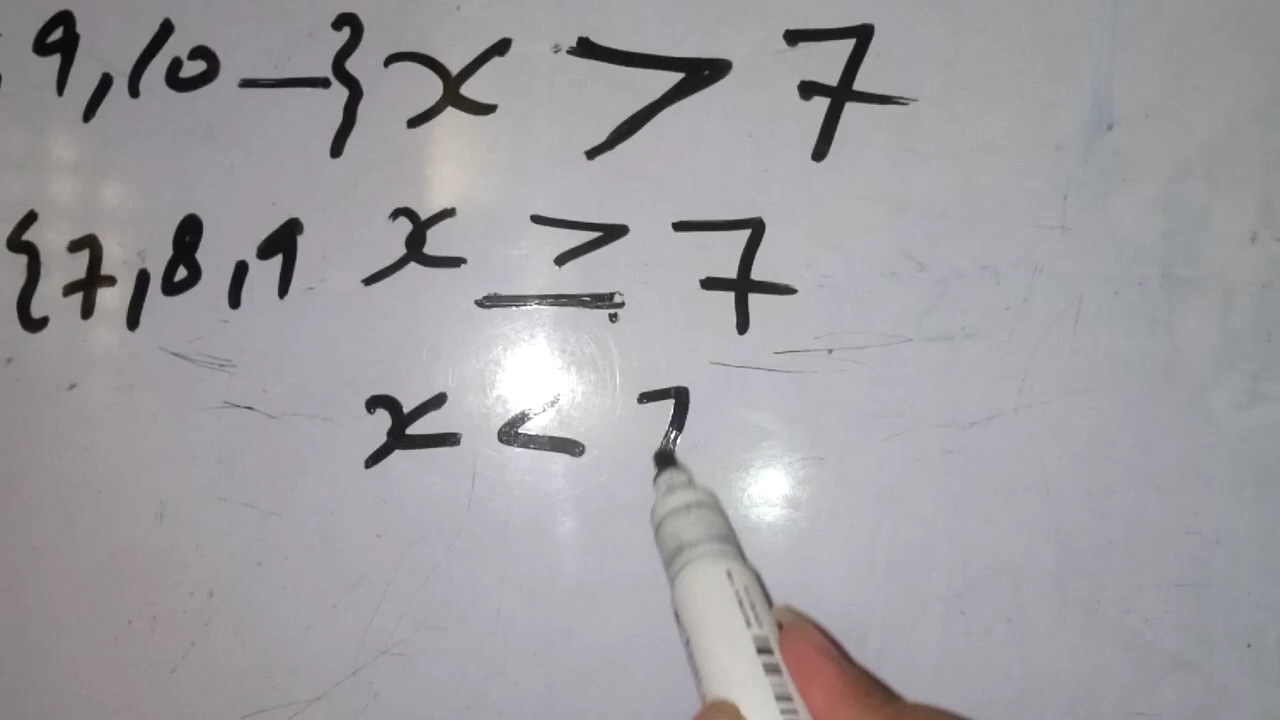 , 9, 10 — } x > 7
{7, 8, 9 x ≥ 7
x < 7